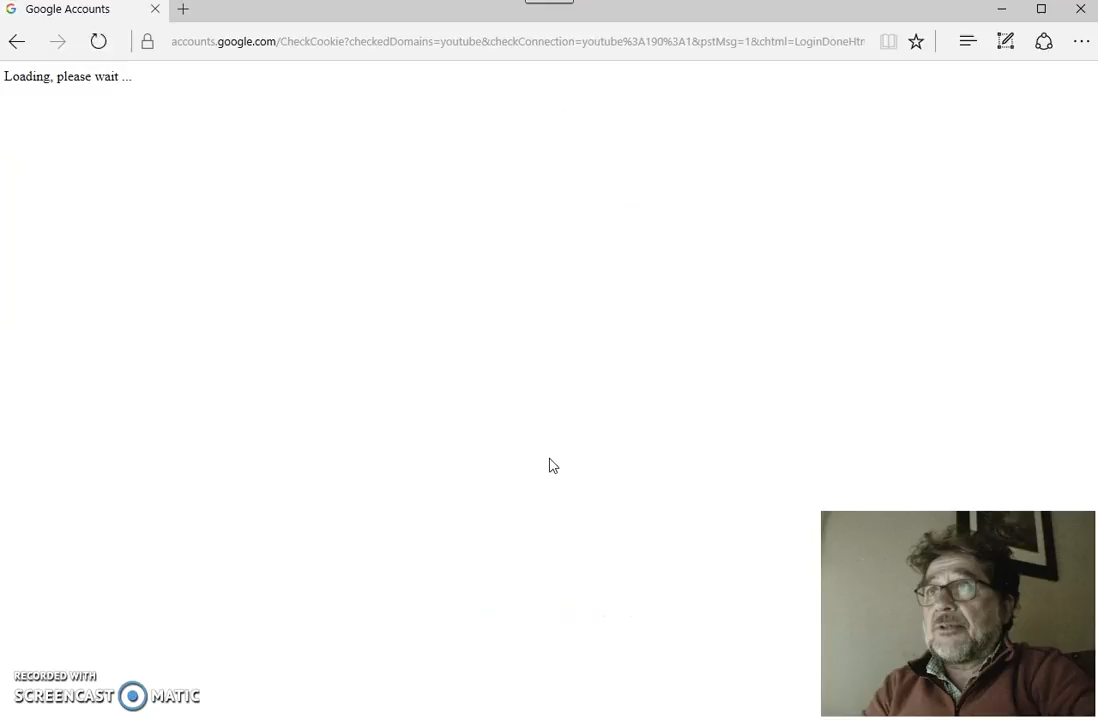 Google Accounts
accounts.google.com/CheckCookie?checkedDomains=youtube&checkConnection=youtube%3A190%3A1&pstMsg=1&chtml=LoginDoneHtr
Loading, please wait ...
RECORDED WITH
SCREENCAST MATIC